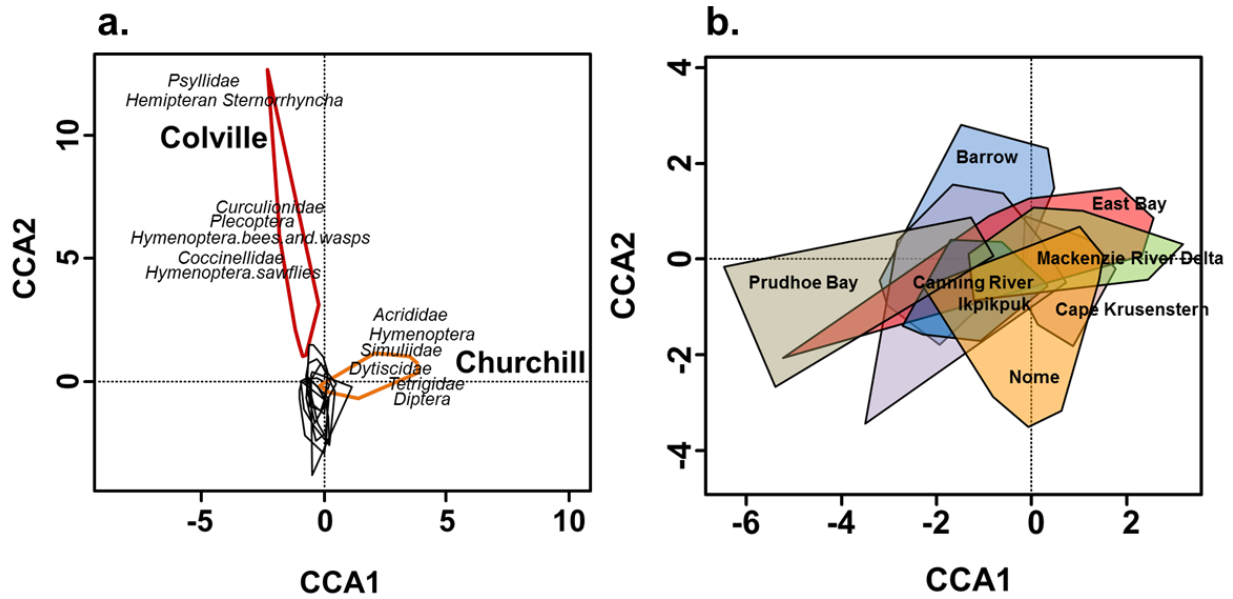 a.
Psyllidae
Hemipteran Sternorrhyncha
Colville
Curculionidae
Plecoptera
Hymenoptera.bees.and.wasps
Coccinellidae
Hymenoptera.sawflies
Acrididae
Hymenoptera
Simuliidae
Churchill
Dytiscidae
Tetrigidae
Diptera
CCA2
10
5
0
-5
0
5
10
CCA1
b.
Barrow
East Bay
Mackenzie River Delta
Prudhoe Bay
Canning River
Ikpikpuk
Cape Krusenstern
Nome
CCA2
4
2
0
-2
-4
-6
-4
-2
0
2
CCA1